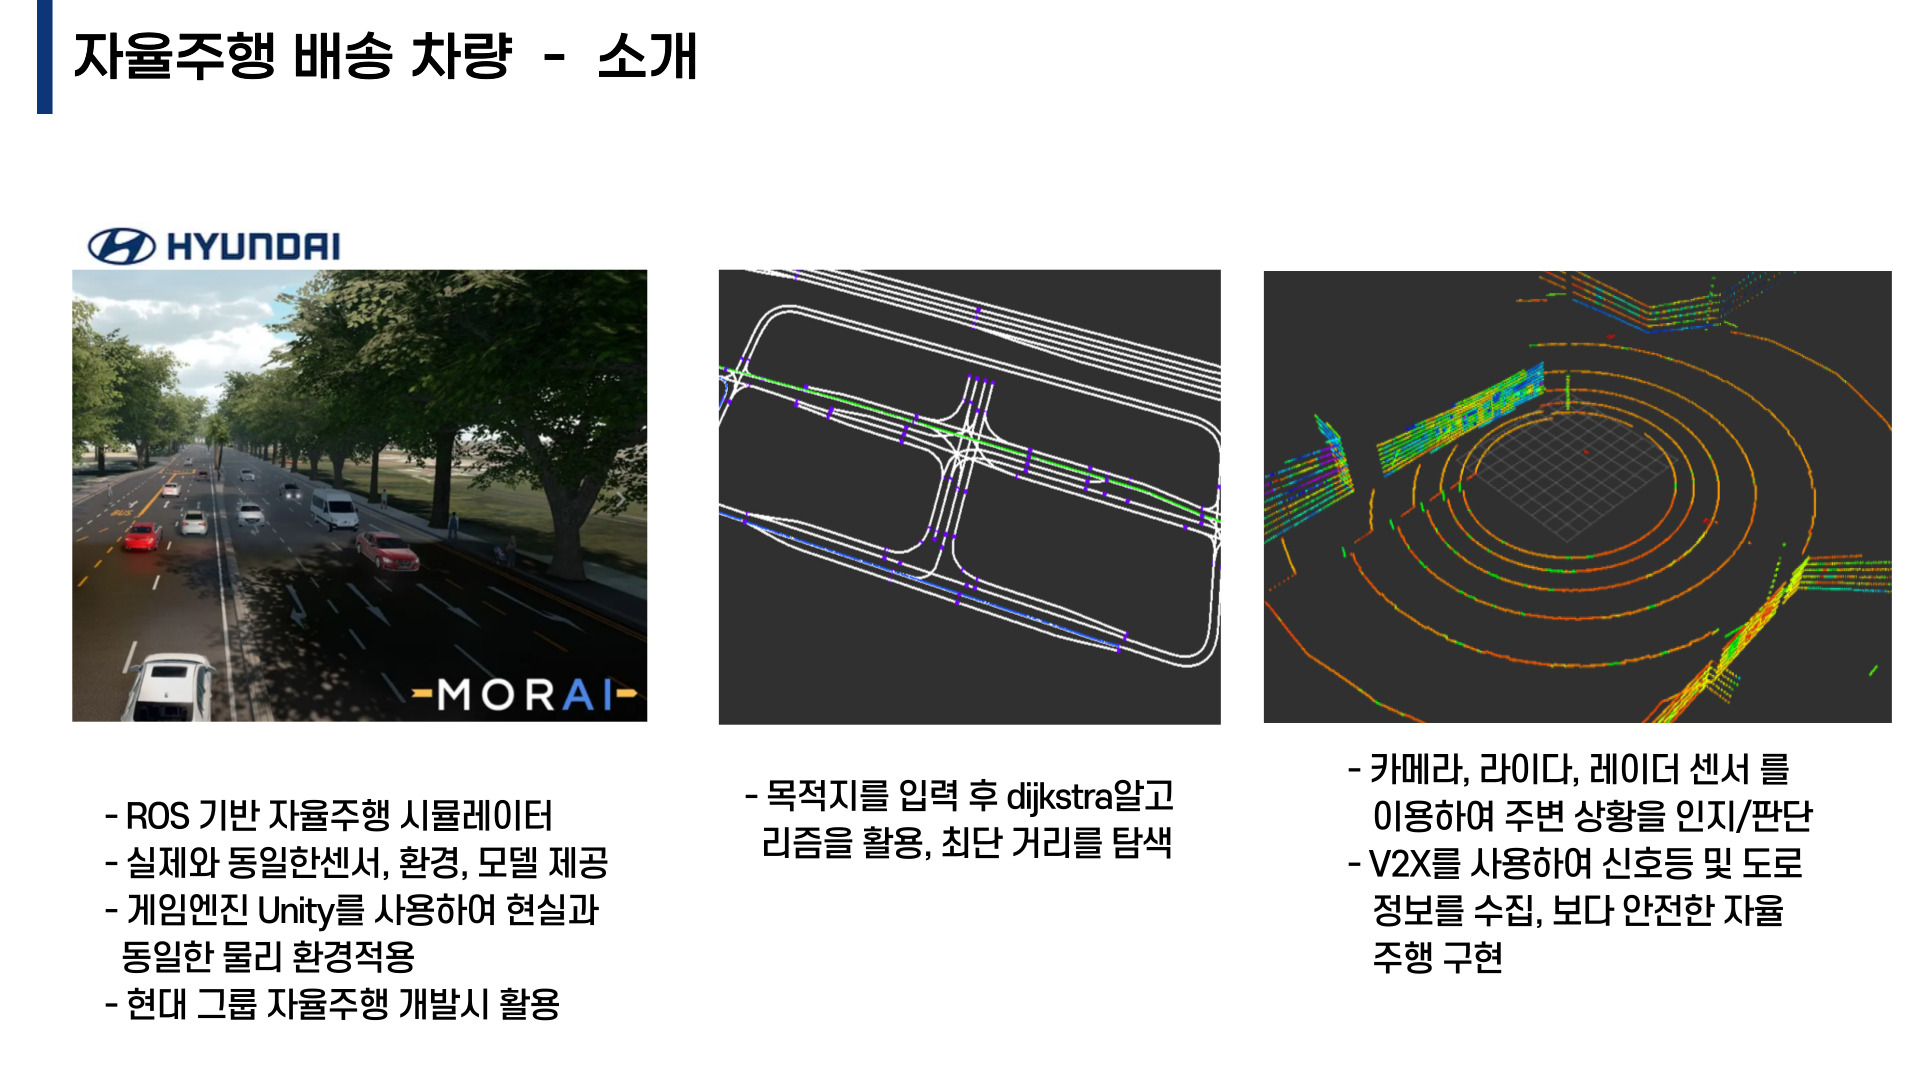 자율주행 배송 차량 - 소개
HYUNDAI
BUS
MORAI
- ROS 기반 자율주행 시뮬레이터
- 실제와 동일한센서, 환경, 모델 제공
- 게임엔진 Unity를 사용하여 현실과
동일한 물리 환경적용
- 현대 그룹 자율주행 개발시 활용
- 목적지를 입력 후 dijkstra알고
리즘을 활용, 최단 거리를 탐색
- 카메라, 라이다, 레이더 센서 를
이용하여 주변 상황을 인지/판단
- V2X를 사용하여 신호등 및 도로
정보를 수집, 보다 안전한 자율
주행 구현